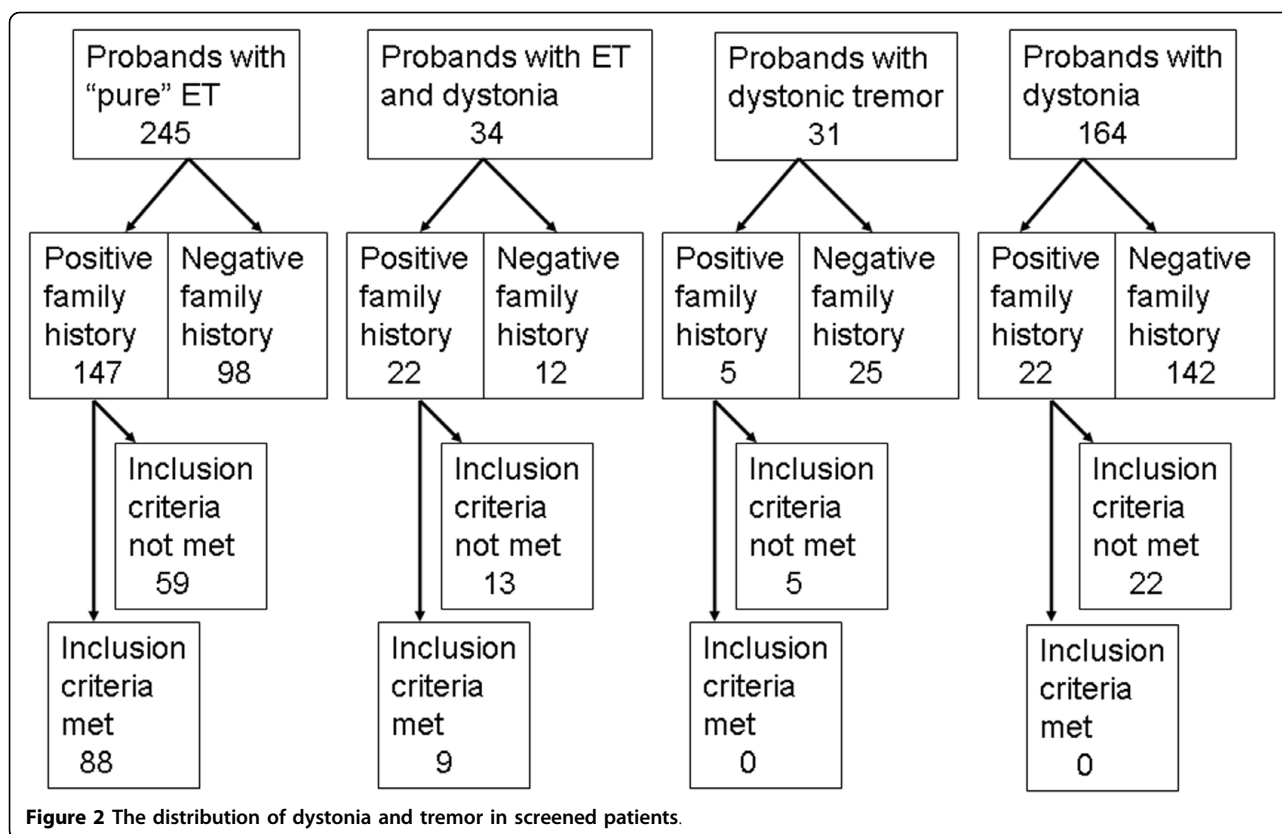 Probands with
"pure" ET
245
Probands with ET
and dystonia
34
Probands with
dystonic tremor
31
Probands with
dystonia
164
Positive
family
history
147
Negative
family
history
98
Positive
family
history
22
Negative
family
history
12
Positive
family
history
5
Negative
family
history
25
Positive
family
history
22
Negative
family
history
142
Inclusion
criteria
not met
59
Inclusion
criteria
not met
13
Inclusion
criteria
not met
5
Inclusion
criteria
not met
22
Inclusion
criteria
met
88
Inclusion
criteria
met
9
Inclusion
criteria
met
0
Inclusion
criteria
met
0
Figure 2 The distribution of dystonia and tremor in screened patients.